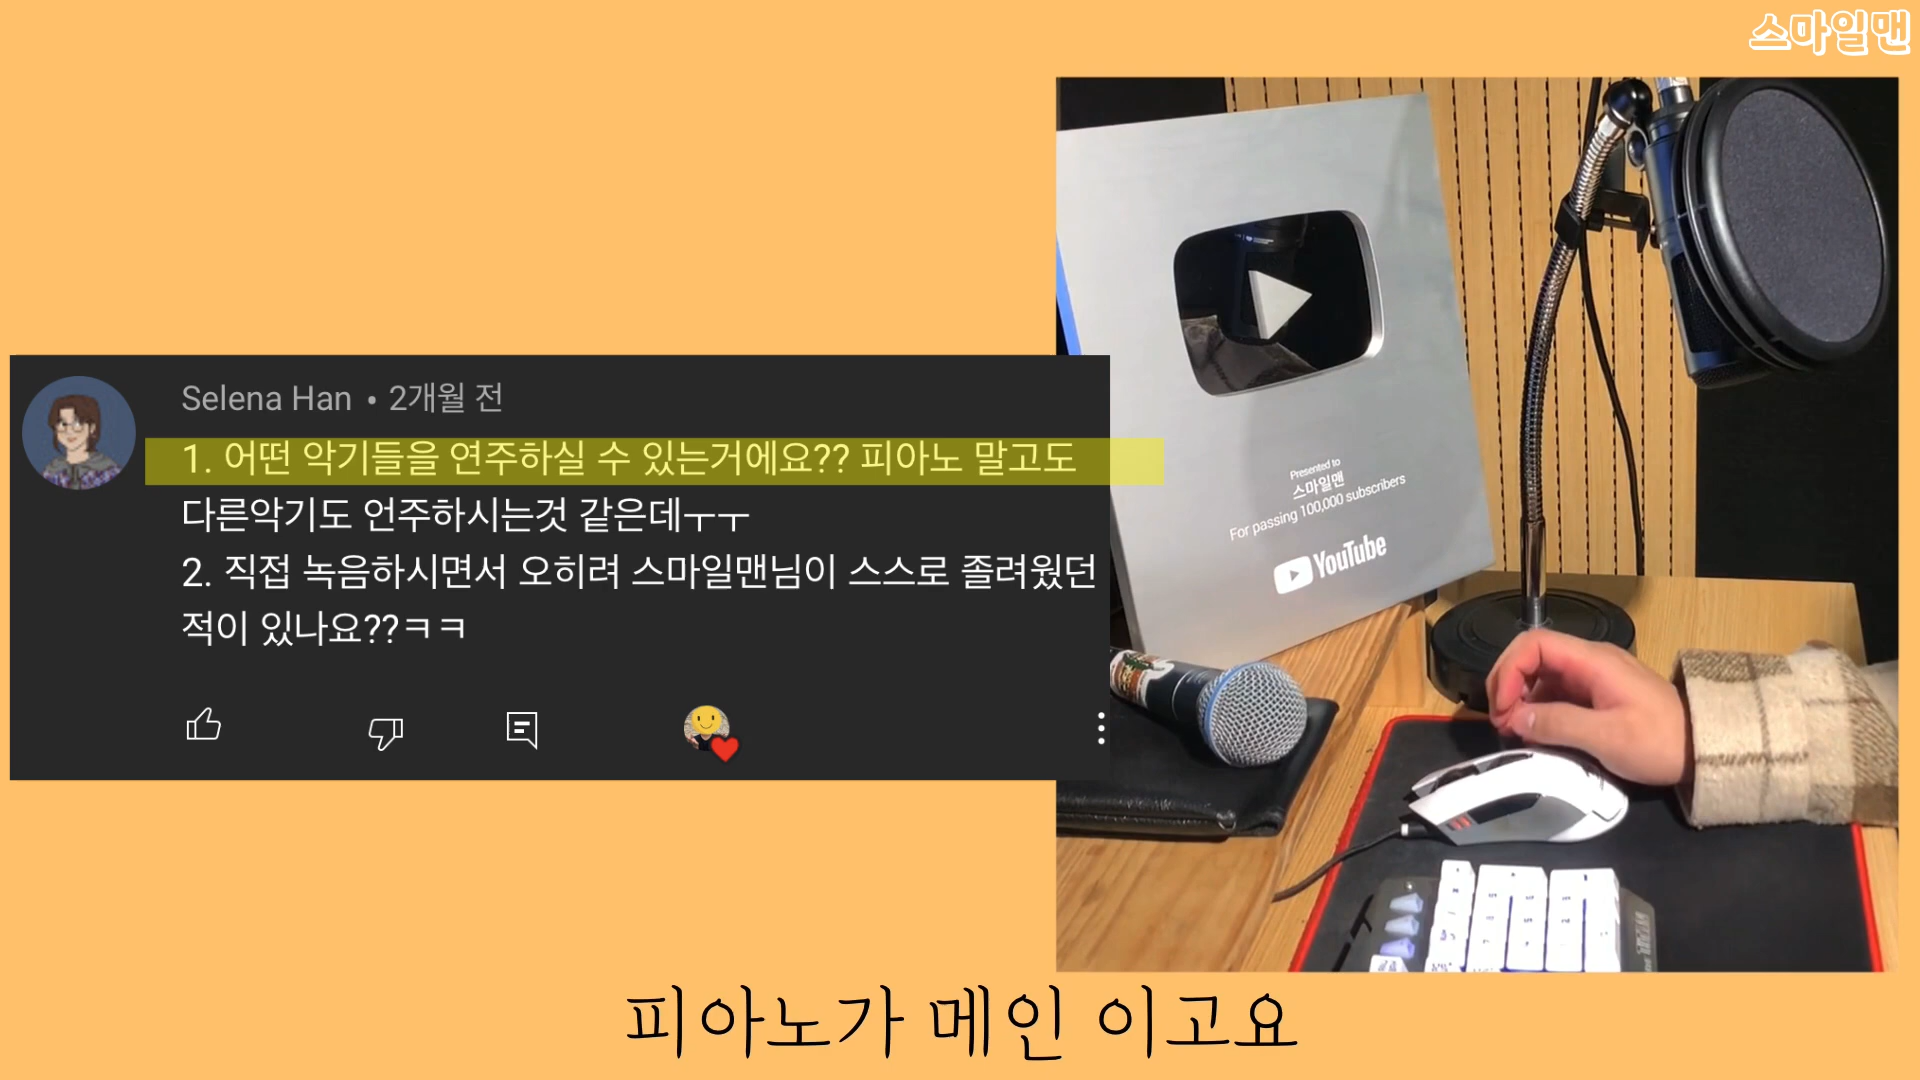 스마일맨
Selena Han • 2개월 전
1. 어떤 악기들을 연주하실 수 있는거에요?? 피아노 말고도
다른악기도 언주하시는것 같은데ㅜㅜ
2. 직접 녹음하시면서 오히려 스마일맨님이 스스로 졸려웠던
적이 있나요??ㅋㅋ
Presented to
스마일맨
For passing 100,000 subscribers
YouTube
피아노가 메인 이고요